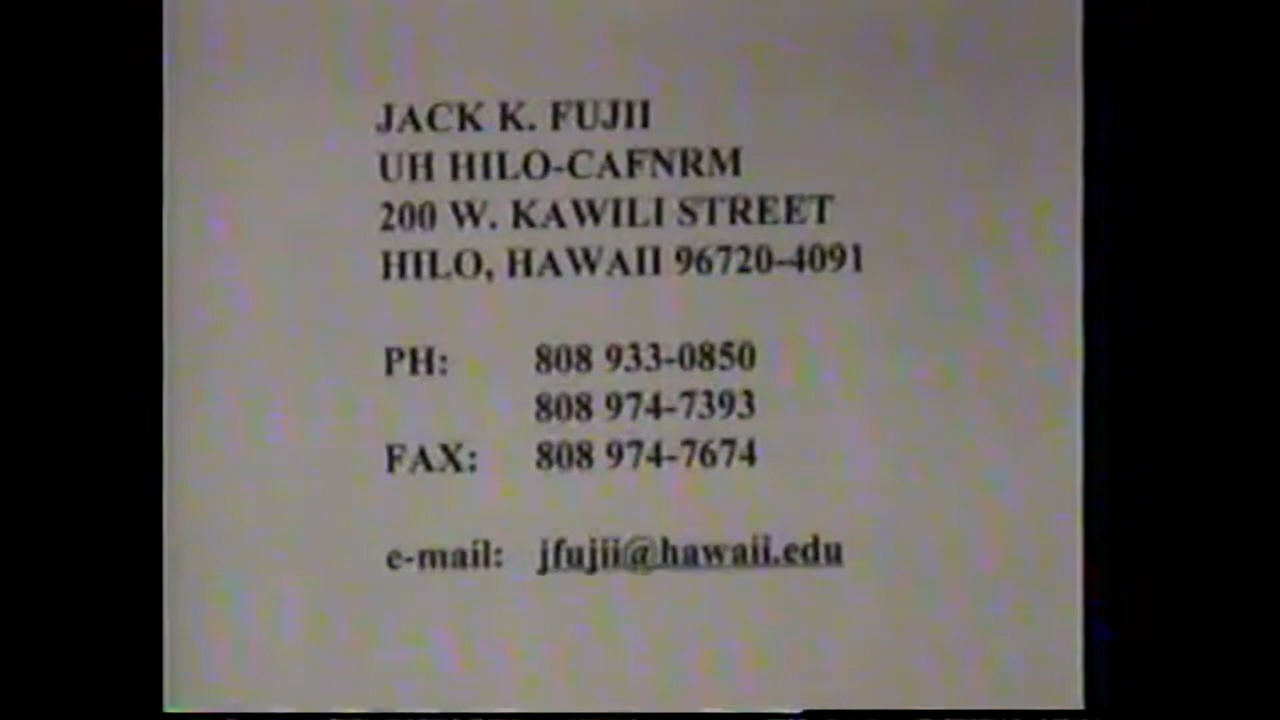 JACK K. FUJII
UH HILO-CAFNRM
200 W. KAWILI STREET
HILO, HAWAII 96720-4091
PH: 808 933-0850
808 974-7393
FAX: 808 974-7674
e-mail: jfujii@hawaii.edu